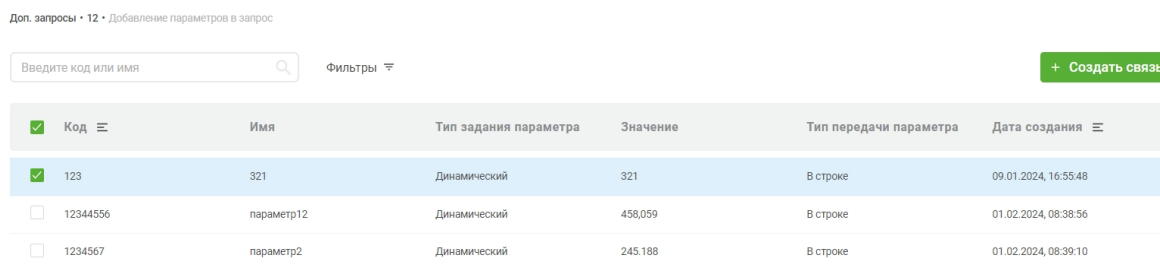 Доп. запросы • 12 • Добавление параметров в запрос
Введите код или имя Фильтры + Создать связь
Код Имя Тип задания параметра Значение Тип передачи параметра Дата создания
123 321 Динамический 321 В строке 09.01.2024, 16:55:48
12344556 параметр12 Динамический 458,059 В строке 01.02.2024, 08:38:56
1234567 параметр2 Динамический 245.188 В строке 01.02.2024, 08:39:10